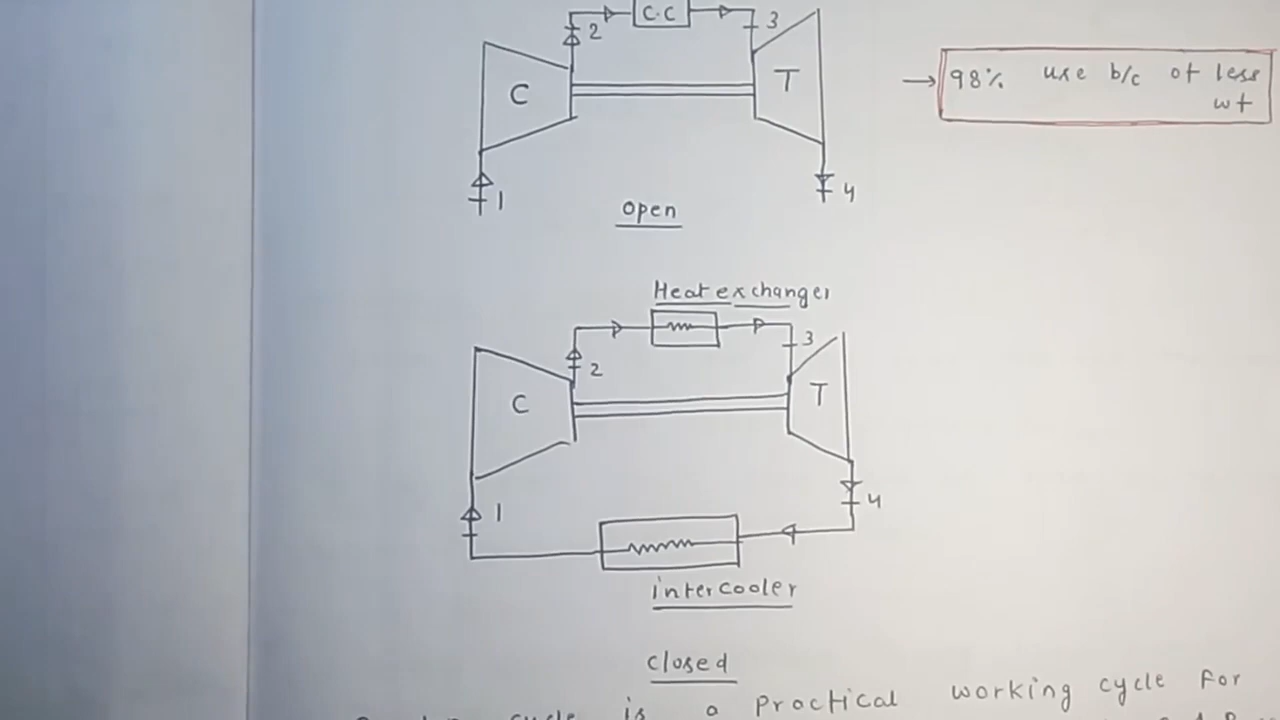 C.C
2
3
C
T
→ 98% use b/c of less
wt
1
4
open
Heat exchanger
2
3
C
T
1
4
intercooler
closed
cycle is a practical working cycle for